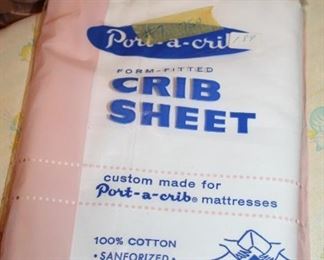 Port-a-crib
FORM-FITTED
CRIB
SHEET
custom made for
Port-a-crib® mattresses
100% COTTON
• SANFORIZED •